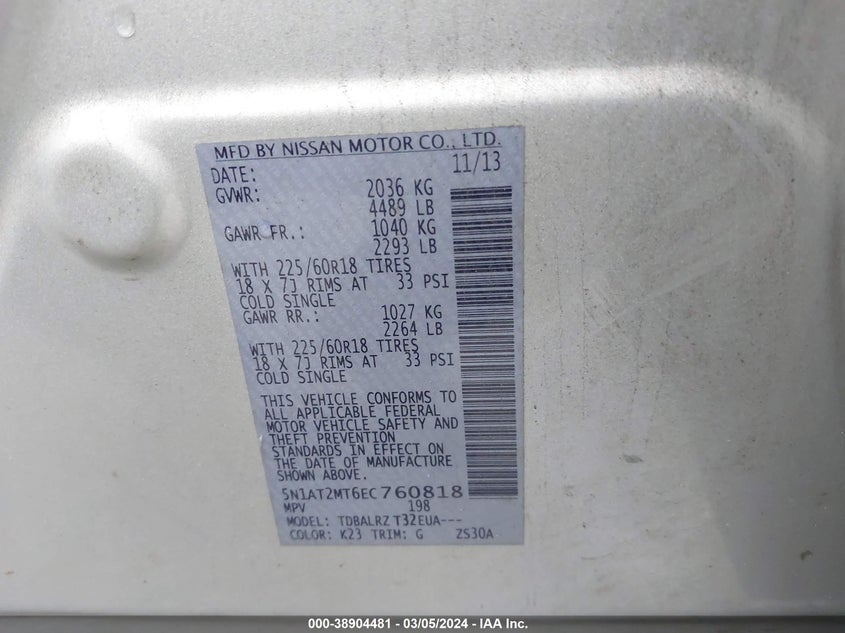 MFD BY NISSAN MOTOR CO., LTD.
DATE: 11/13
GVWR: 2036 KG
4489 LB
GAWR FR.: 1040 KG
2293 LB
WITH 225/60R18 TIRES
18 X 7J RIMS AT 33 PSI
COLD SINGLE
GAWR RR.: 1027 KG
2264 LB
WITH 225/60R18 TIRES
18 X 7J RIMS AT 33 PSI
COLD SINGLE
THIS VEHICLE CONFORMS TO
ALL APPLICABLE FEDERAL
MOTOR VEHICLE SAFETY AND
THEFT PREVENTION
STANDARDS IN EFFECT ON
THE DATE OF MANUFACTURE
SHOWN ABOVE.
5N1AT2MT6EC760818
MPV 198
MODEL: TDBALRZ T32EUA---
COLOR: K23 TRIM: G ZS30A
000-38904481 - 03/05/2024 - IAA Inc.